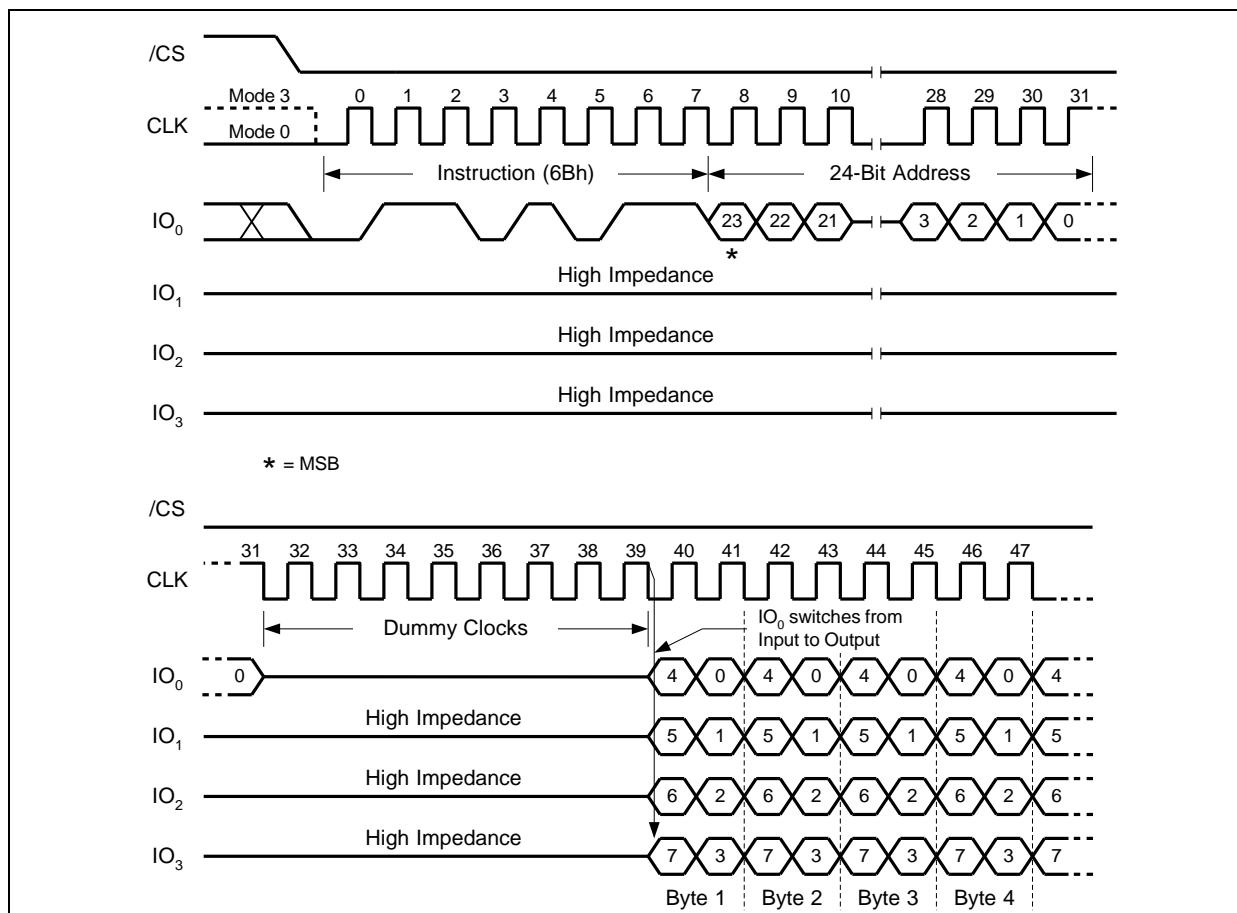 /CS
Mode 3 0 1 2 3 4 5 6 7 8 9 10 28 29 30 31
CLK
Mode 0
Instruction (6Bh) 24-Bit Address
IO0 23 22 21 3 2 1 0
*
High Impedance
IO1
High Impedance
IO2
High Impedance
IO3
* = MSB
/CS
31 32 33 34 35 36 37 38 39 40 41 42 43 44 45 46 47
CLK
Dummy Clocks
IO0 switches from
Input to Output
IO0 0 4 0 4 0 4 0 4 0 4
High Impedance
IO1 5 1 5 1 5 1 5 1 5
High Impedance
IO2 6 2 6 2 6 2 6 2 6
High Impedance
IO3 7 3 7 3 7 3 7 3 7
Byte 1 Byte 2 Byte 3 Byte 4